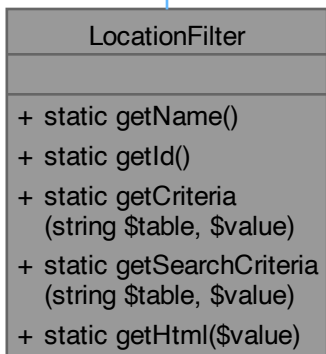 LocationFilter
+ static getName()
+ static getId()
+ static getCriteria
(string $table, $value)
+ static getSearchCriteria
(string $table, $value)
+ static getHtml($value)